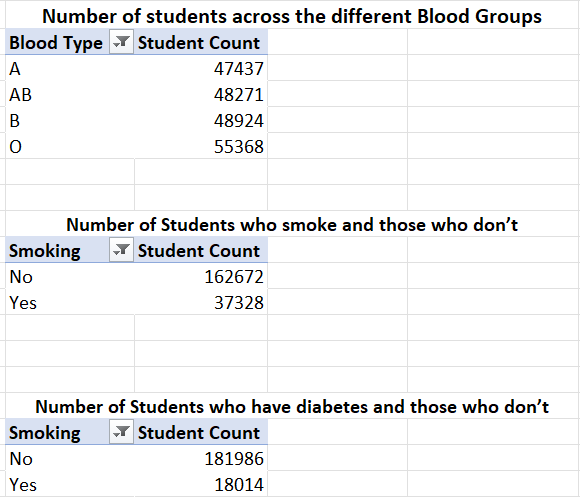 Number of students across the different Blood Groups
Blood Type Student Count
A 47437
AB 48271
B 48924
O 55368
Number of Students who smoke and those who don’t
Smoking Student Count
No 162672
Yes 37328
Number of Students who have diabetes and those who don’t
Smoking Student Count
No 181986
Yes 18014